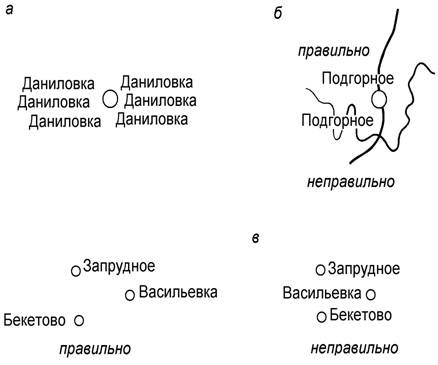 а
Даниловка Даниловка
Даниловка Даниловка
Даниловка Даниловка
б
правильно
Подгорное
Подгорное
неправильно
Запрудное
Васильевка
Бекетово
правильно
в
Запрудное
Васильевка
Бекетово
неправильно